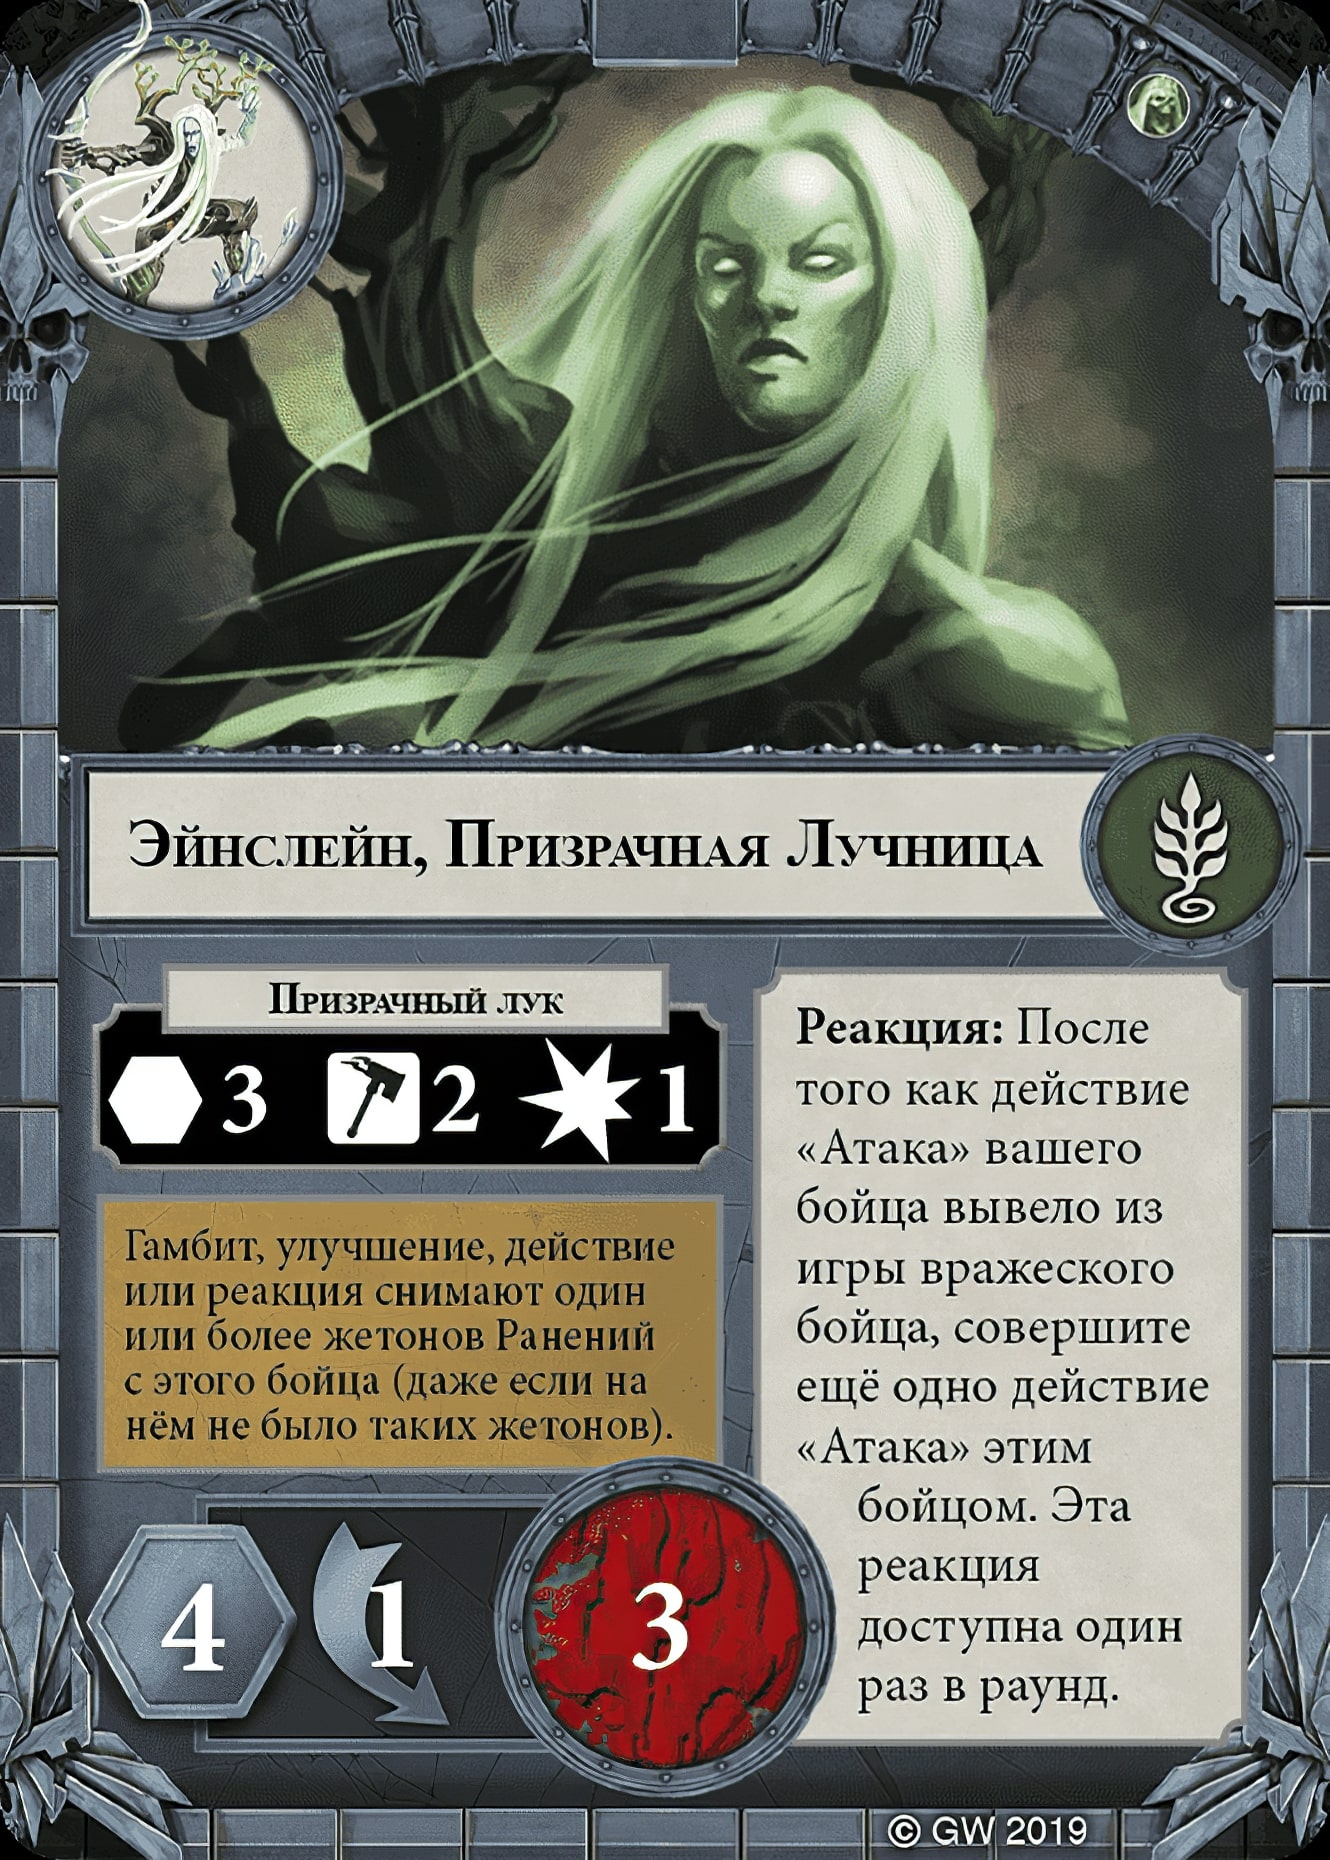 Эйнслейн, Призрачная Лучница
Призрачный лук
3 2 1
Гамбит, улучшение, действие
или реакция снимают один
или более жетонов Ранений
с этого бойца (даже если на
нём не было таких жетонов).
4 1 3
Реакция: После
того как действие
«Атака» вашего
бойца вывело из
игры вражеского
бойца, совершите
ещё одно действие
«Атака» этим
бойцом. Эта
реакция
доступна один
раз в раунд.
© GW 2019